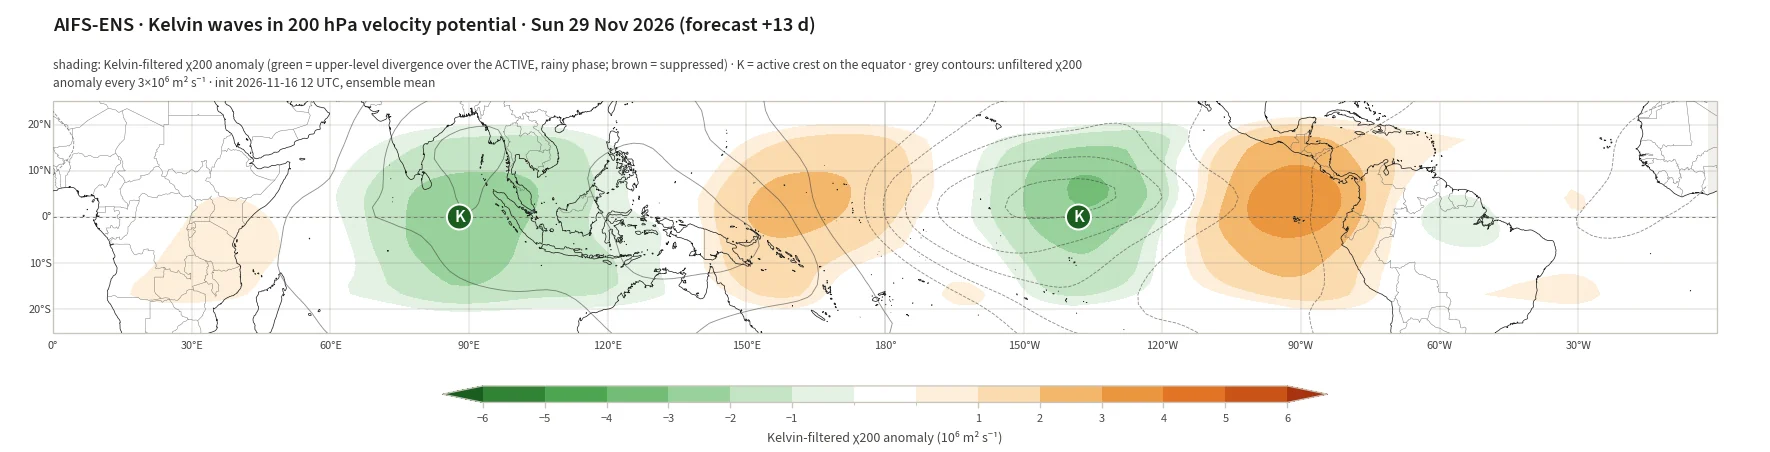 AIFS-ENS · Kelvin waves in 200 hPa velocity potential · Sun 29 Nov 2026 (forecast +13 d)
shading: Kelvin-filtered χ200 anomaly (green = upper-level divergence over the ACTIVE, rainy phase; brown = suppressed) · K = active crest on the equator · grey contours: unfiltered χ200
anomaly every 3×10⁶ m² s⁻¹ · init 2026-11-16 12 UTC, ensemble mean
20°N
10°N
0°
10°S
20°S
K
K
0° 30°E 60°E 90°E 120°E 150°E 180° 150°W 120°W 90°W 60°W 30°W
−6 −5 −4 −3 −2 −1 1 2 3 4 5 6
Kelvin-filtered χ200 anomaly (10⁶ m² s⁻¹)